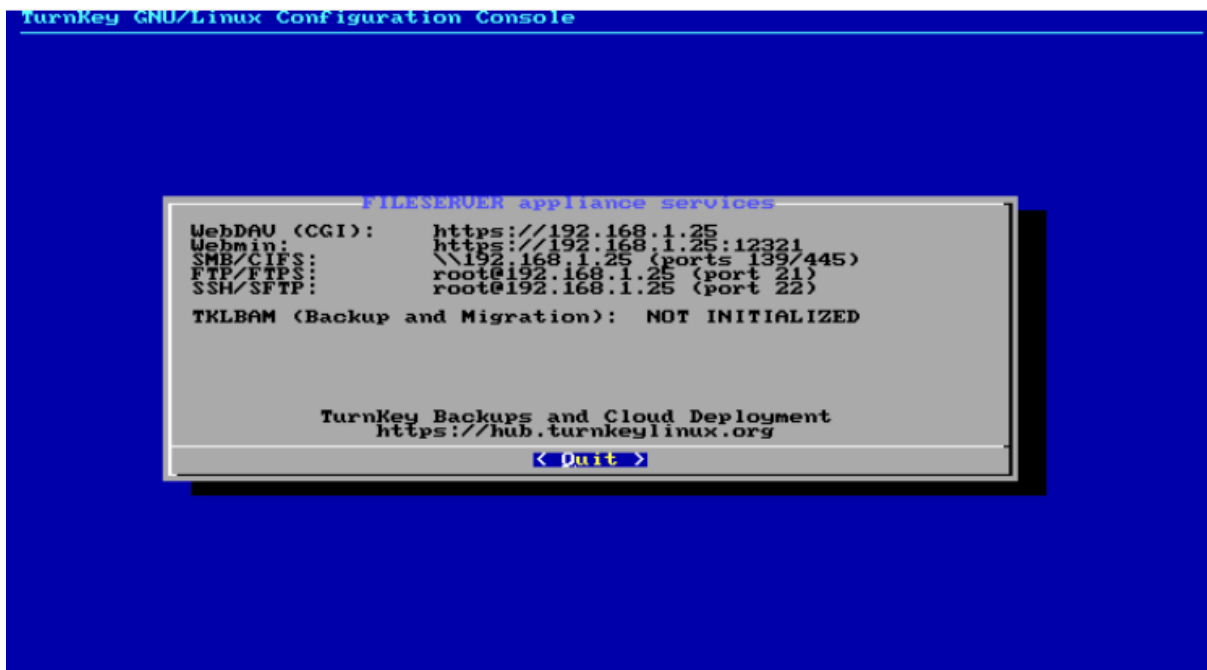 TurnKey GNU/Linux Configuration Console
FILESERVER appliance services
WebDAV (CGI): https://192.168.1.25
Webmin: https://192.168.1.25:12321
SMB/CIFS: \\192.168.1.25 (ports 139/445)
FTP/FTPS: root@192.168.1.25 (port 21)
SSH/SFTP: root@192.168.1.25 (port 22)
TKLBAM (Backup and Migration): NOT INITIALIZED
TurnKey Backups and Cloud Deployment
https://hub.turnkeylinux.org
< Quit >